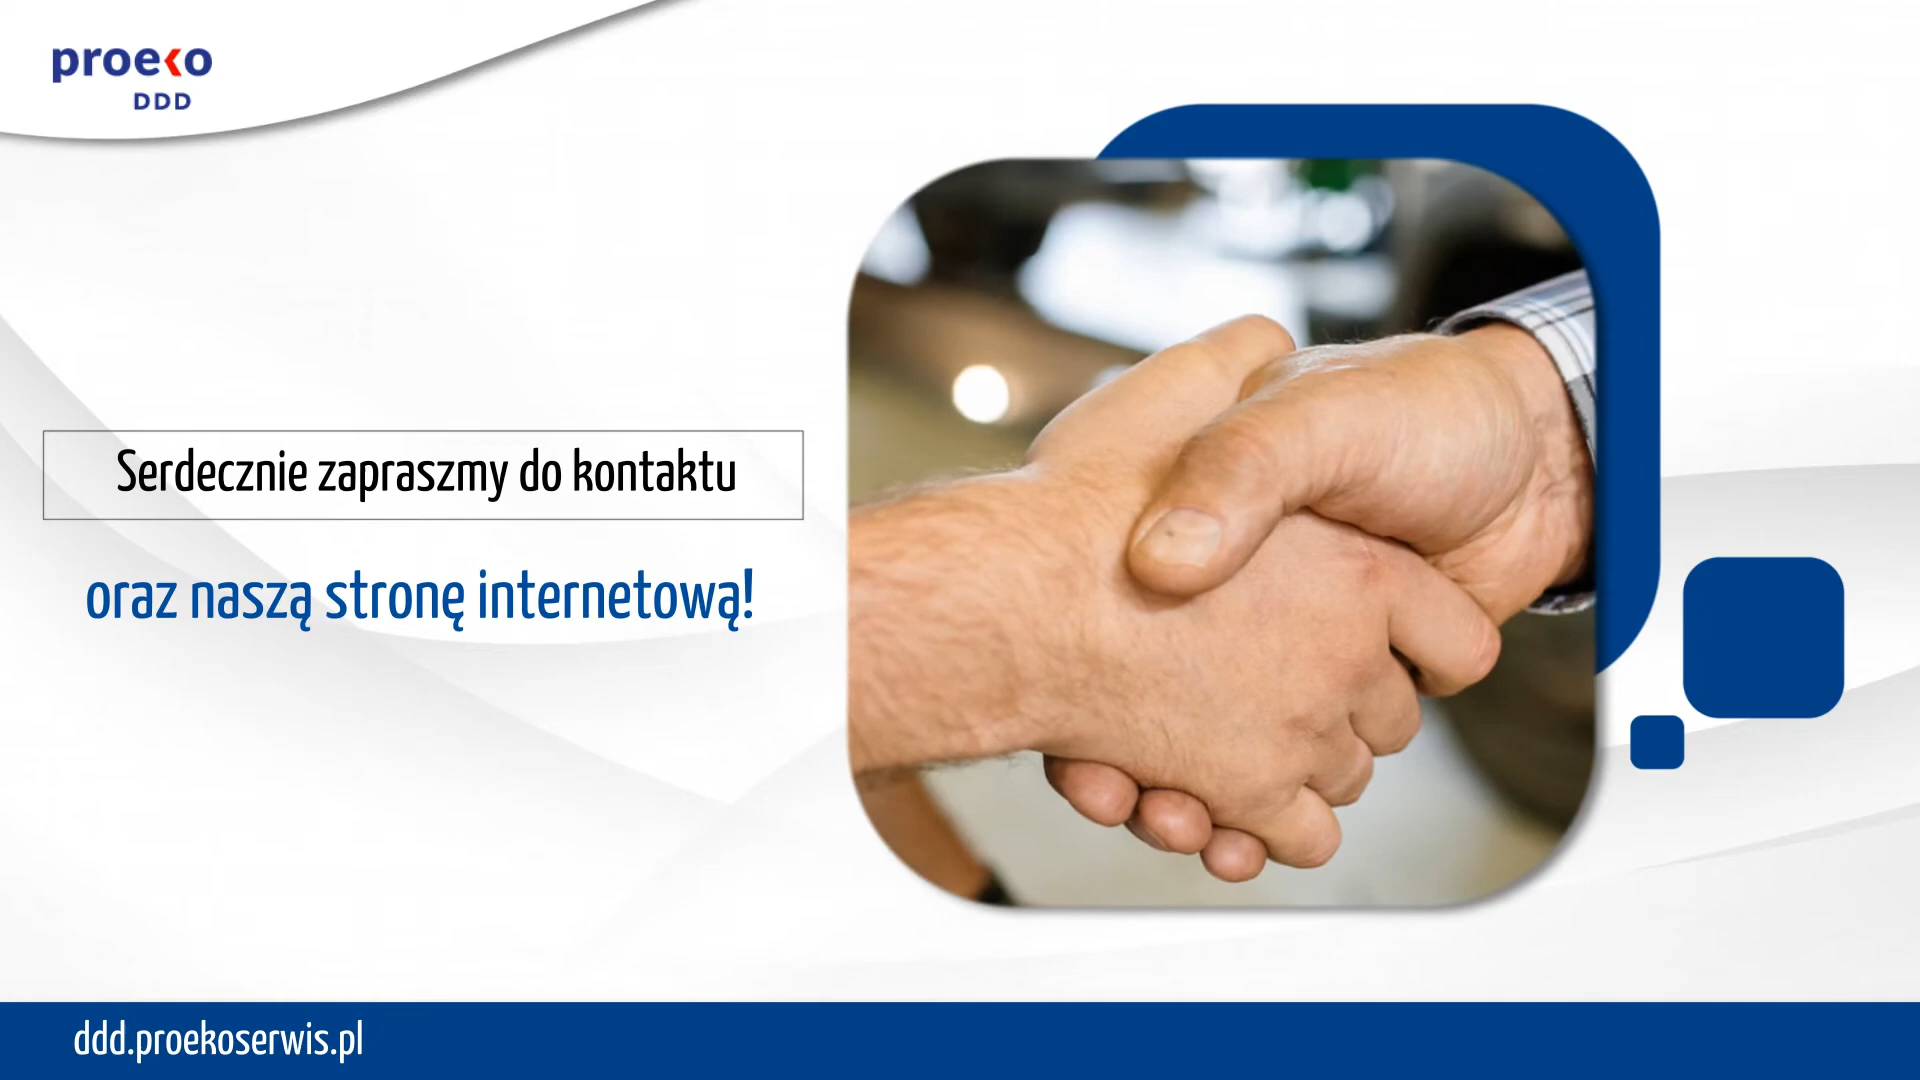 proeko
DDD
Serdecznie zapraszmy do kontaktu
oraz naszą stronę internetową!
ddd.proekoserwis.pl